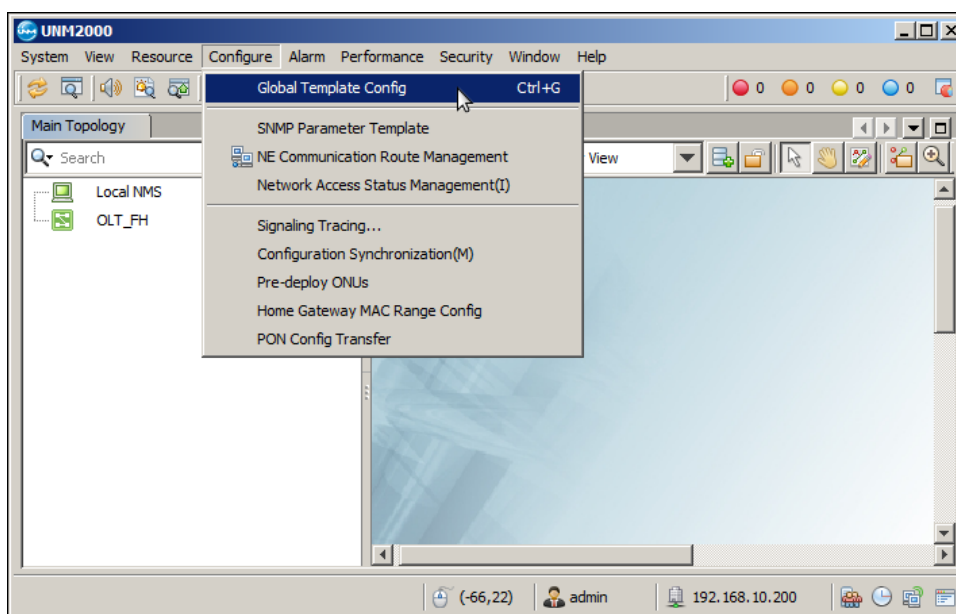 UNM2000
System View Resource Configure Alarm Performance Security Window Help
0 0 0 0
Main Topology
Search
View
Local NMS
OLT_FH
Global Template Config Ctrl+G
SNMP Parameter Template
NE Communication Route Management
Network Access Status Management(I)
Signaling Tracing...
Configuration Synchronization(M)
Pre-deploy ONUs
Home Gateway MAC Range Config
PON Config Transfer
(-66,22) admin 192.168.10.200